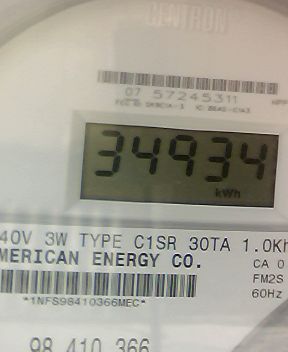 CENTRON
07 57245311
34934
kWh
40V 3W TYPE C1SR 30TA 1.0Kh
MERICAN ENERGY CO.
CA 0
FM2S
60Hz
*1NFS98410366MEC*
98 410 366